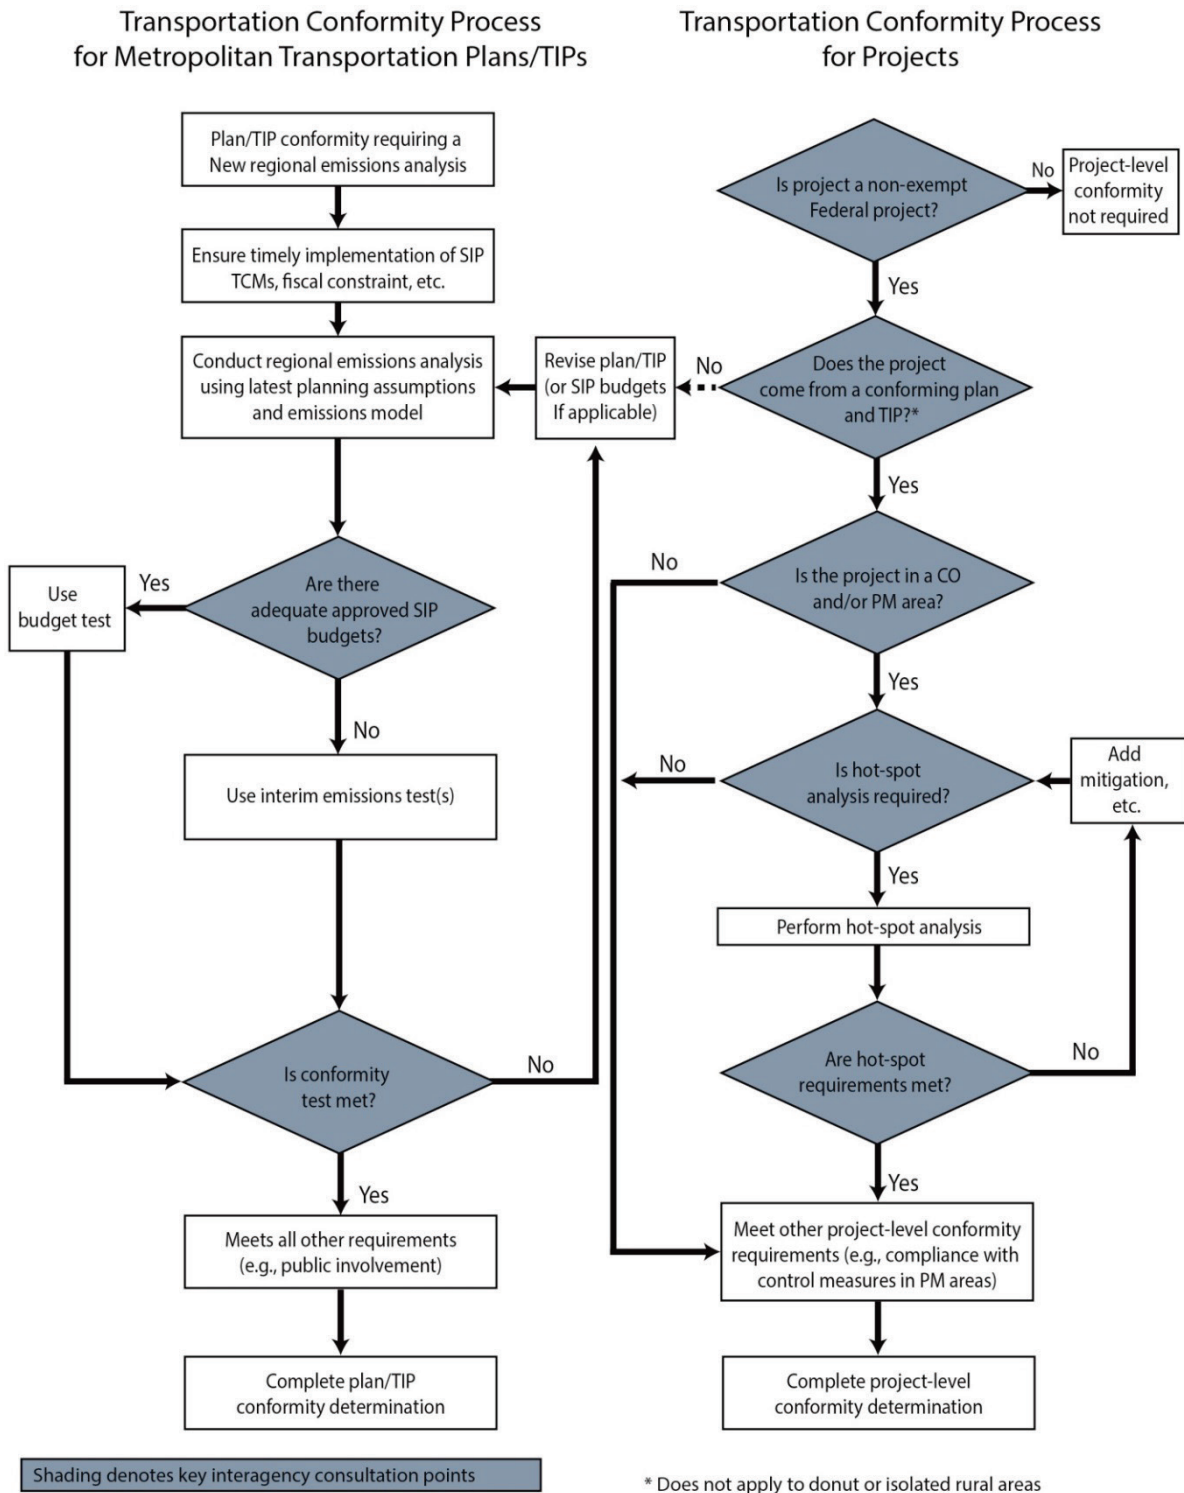 Transportation Conformity Process
for Metropolitan Transportation Plans/TIPs
Plan/TIP conformity requiring a
New regional emissions analysis
Ensure timely implementation of SIP
TCMs, fiscal constraint, etc.
Conduct regional emissions analysis
using latest planning assumptions
and emissions model
Revise plan/TIP
(or SIP budgets
If applicable)
Are there
adequate approved SIP
budgets?
Yes
Use
budget test
No
Use interim emissions test(s)
Is conformity
test met?
No
Yes
Meets all other requirements
(e.g., public involvement)
Complete plan/TIP
conformity determination
Shading denotes key interagency consultation points
Transportation Conformity Process
for Projects
Is project a non-exempt
Federal project?
No
Project-level
conformity
not required
Yes
Does the project
come from a conforming plan
and TIP?*
No
Yes
Is the project in a CO
and/or PM area?
No
Yes
Is hot-spot
analysis required?
No
Add
mitigation,
etc.
Yes
Perform hot-spot analysis
Are hot-spot
requirements met?
No
Yes
Meet other project-level conformity
requirements (e.g., compliance with
control measures in PM areas)
Complete project-level
conformity determination
* Does not apply to donut or isolated rural areas